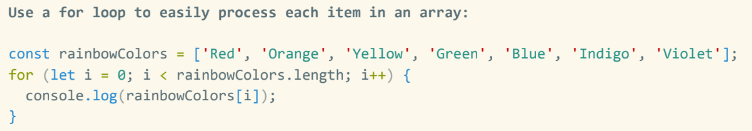 Use a for loop to easily process each item in an array:
const rainbowColors = ['Red', 'Orange', 'Yellow', 'Green', 'Blue', 'Indigo', 'Violet'];
for (let i = 0; i < rainbowColors.length; i++) {
  console.log(rainbowColors[i]);
}